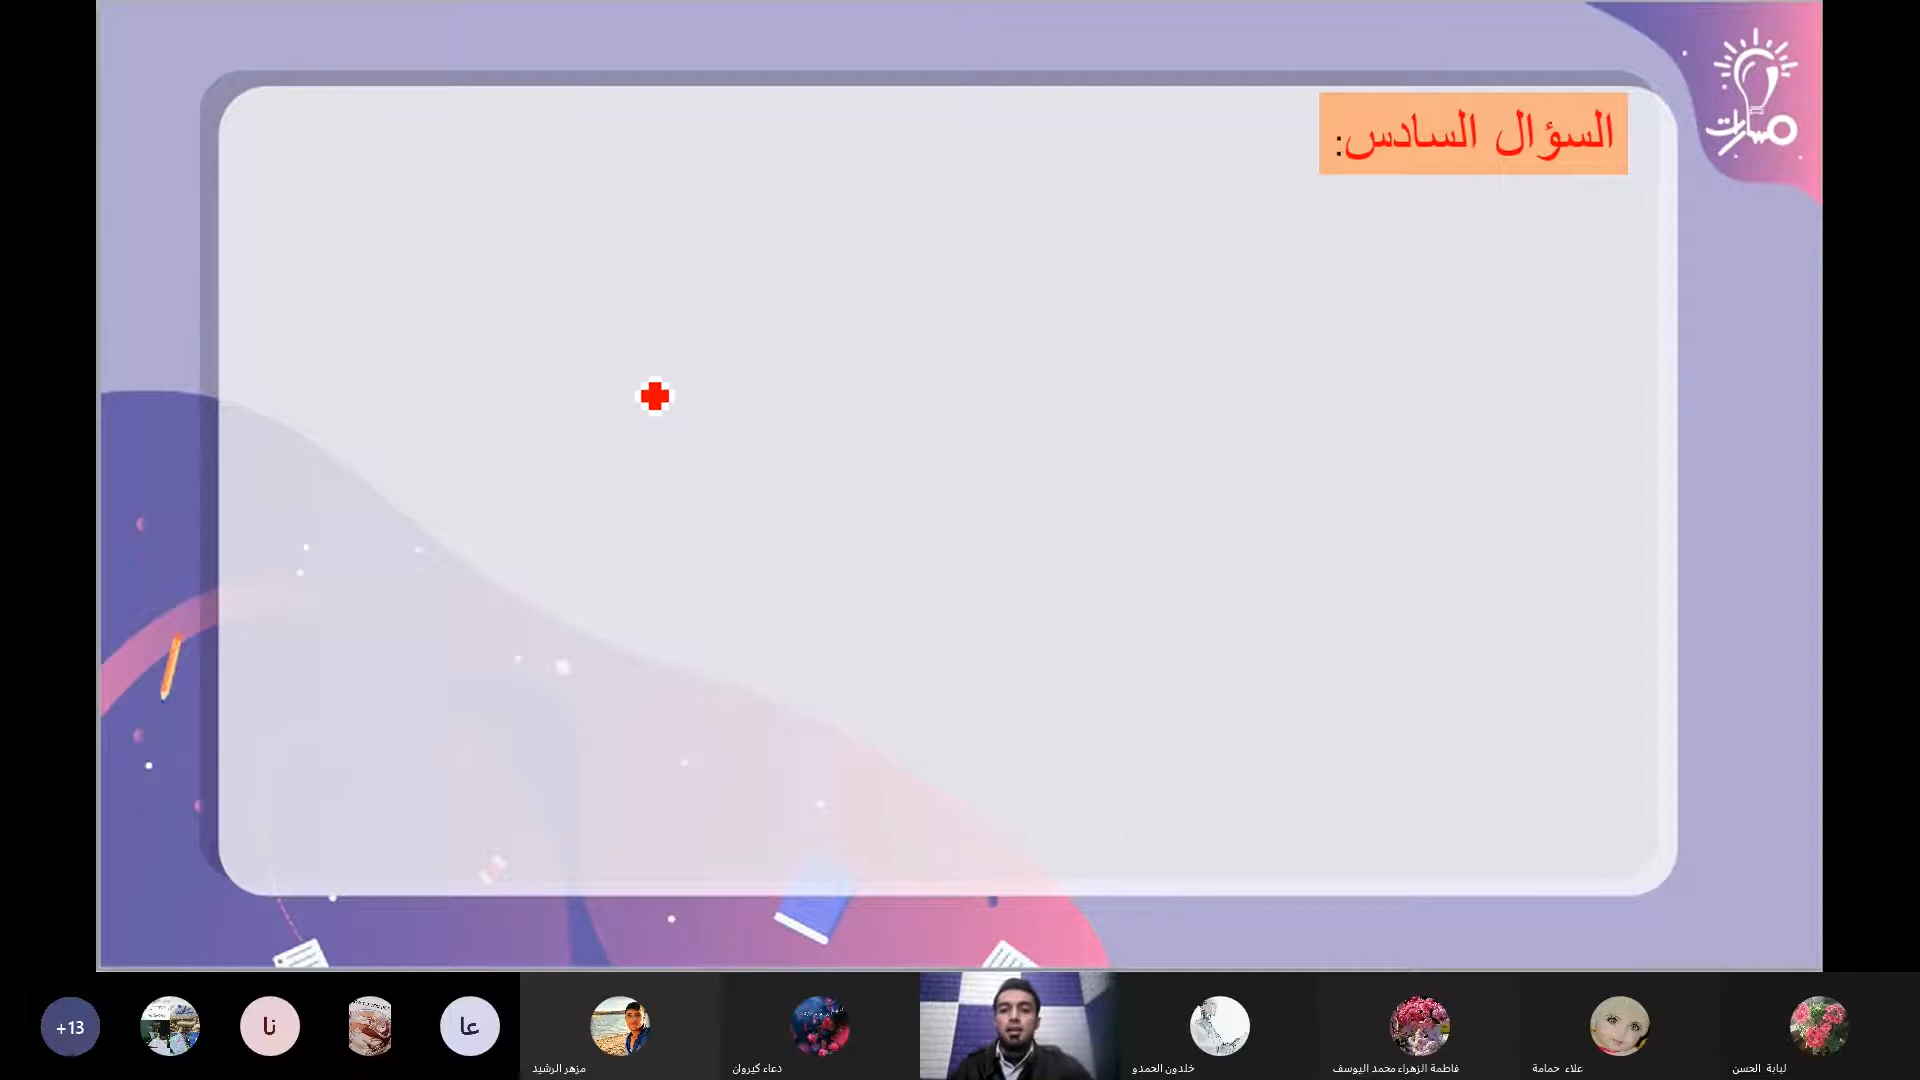 مسارات
السؤال السادس:
+13
نا
عا
مزهر الرشيد
دعاء كيروان
خلدون الحمدو
فاطمة الزهراء محمد اليوسف
علاء حمامة
لبابة الحسن